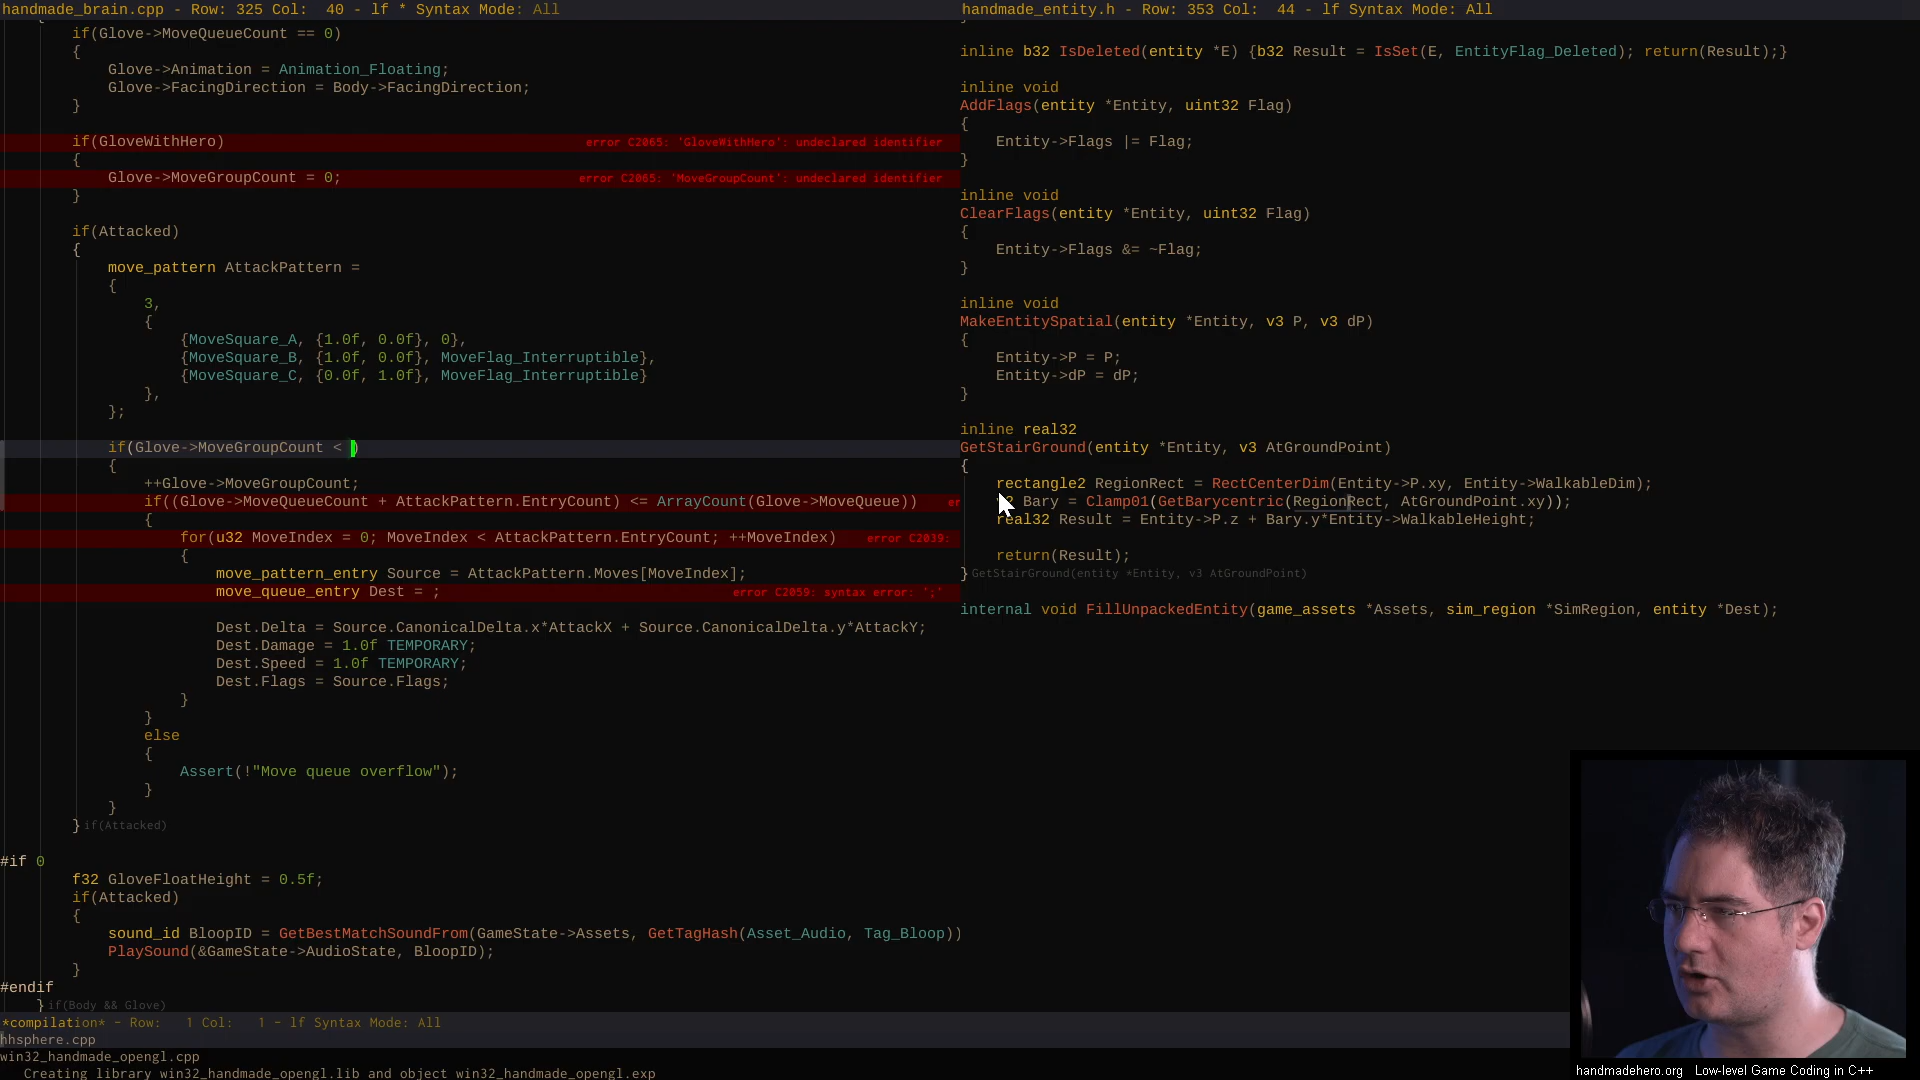 handmade_brain.cpp - Row: 325 Col:  40 - lf * Syntax Mode: All
if(Glove->MoveQueueCount == 0)
{
Glove->Animation = Animation_Floating;
Glove->FacingDirection = Body->FacingDirection;
}
if(GloveWithHero) error C2065: 'GloveWithHero': undeclared identifier
{
Glove->MoveGroupCount = 0; error C2065: 'MoveGroupCount': undeclared identifier
}
if(Attacked)
{
move_pattern AttackPattern =
{
3,
{
{MoveSquare_A, {1.0f, 0.0f}, 0},
{MoveSquare_B, {1.0f, 0.0f}, MoveFlag_Interruptible},
{MoveSquare_C, {0.0f, 1.0f}, MoveFlag_Interruptible}
},
};
if(Glove->MoveGroupCount < )
{
++Glove->MoveGroupCount;
if((Glove->MoveQueueCount + AttackPattern.EntryCount) <= ArrayCount(Glove->MoveQueue)) er
{
for(u32 MoveIndex = 0; MoveIndex < AttackPattern.EntryCount; ++MoveIndex) error C2039:
{
move_pattern_entry Source = AttackPattern.Moves[MoveIndex];
move_queue_entry Dest = ; error C2059: syntax error: ';'
Dest.Delta = Source.CanonicalDelta.x*AttackX + Source.CanonicalDelta.y*AttackY;
Dest.Damage = 1.0f TEMPORARY;
Dest.Speed = 1.0f TEMPORARY;
Dest.Flags = Source.Flags;
}
}
else
{
Assert(!"Move queue overflow");
}
}
} if(Attacked)
#if 0
f32 GloveFloatHeight = 0.5f;
if(Attacked)
{
sound_id BloopID = GetBestMatchSoundFrom(GameState->Assets, GetTagHash(Asset_Audio, Tag_Bloop))
PlaySound(&GameState->AudioState, BloopID);
}
#endif
} if(Body && Glove)
*compilation* - Row:   1 Col:   1 - lf Syntax Mode: All
hhsphere.cpp
win32_handmade_opengl.cpp
Creating library win32_handmade_opengl.lib and object win32_handmade_opengl.exp
handmade_entity.h - Row: 353 Col:  44 - lf Syntax Mode: All
}
inline b32 IsDeleted(entity *E) {b32 Result = IsSet(E, EntityFlag_Deleted); return(Result);}
inline void
AddFlags(entity *Entity, uint32 Flag)
{
Entity->Flags |= Flag;
}
inline void
ClearFlags(entity *Entity, uint32 Flag)
{
Entity->Flags &= ~Flag;
}
inline void
MakeEntitySpatial(entity *Entity, v3 P, v3 dP)
{
Entity->P = P;
Entity->dP = dP;
}
inline real32
GetStairGround(entity *Entity, v3 AtGroundPoint)
{
rectangle2 RegionRect = RectCenterDim(Entity->P.xy, Entity->WalkableDim);
v2 Bary = Clamp01(GetBarycentric(RegionRect, AtGroundPoint.xy));
real32 Result = Entity->P.z + Bary.y*Entity->WalkableHeight;
return(Result);
} GetStairGround(entity *Entity, v3 AtGroundPoint)
internal void FillUnpackedEntity(game_assets *Assets, sim_region *SimRegion, entity *Dest);
handmadehero.org  Low-level Game Coding in C++